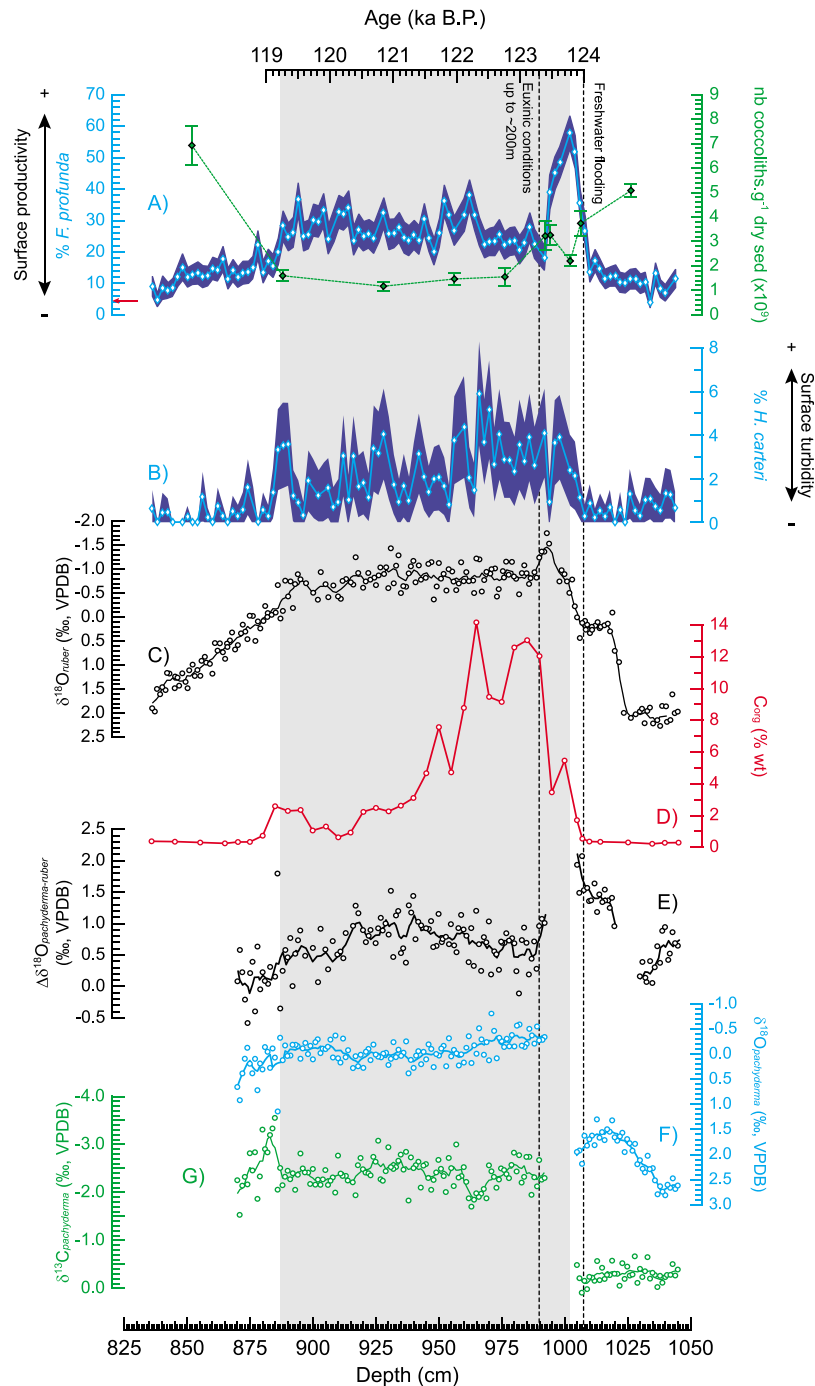 Age (ka B.P.)
119 120 121 122 123 124
Euxinic conditions
up to ~200m
Freshwater flooding
+
Surface productivity
-
% F. profunda
70
60
50
40
30
20
10
0
A)
9
8
7
6
5
4
3
2
1
0
nb coccoliths.g-1 dry sed (x10⁹)
B)
8
6
4
2
0
% H. carteri
+
Surface turbidity
-
-2.0
-1.5
-1.0
-0.5
0.0
0.5
1.0
1.5
2.0
2.5
δ18Oruber (‰, VPDB)
C)
14
12
10
8
6
4
2
0
Corg (% wt)
D)
2.5
2.0
1.5
1.0
0.5
0.0
-0.5
Δδ18Opachyderma-ruber
(‰, VPDB)
E)
-1.0
-0.5
0.0
0.5
1.0
1.5
2.0
2.5
3.0
δ18Opachyderma (‰, VPDB)
F)
-4.0
-3.0
-2.0
-1.0
0.0
δ13Cpachyderma (‰, VPDB)
G)
825 850 875 900 925 950 975 1000 1025 1050
Depth (cm)